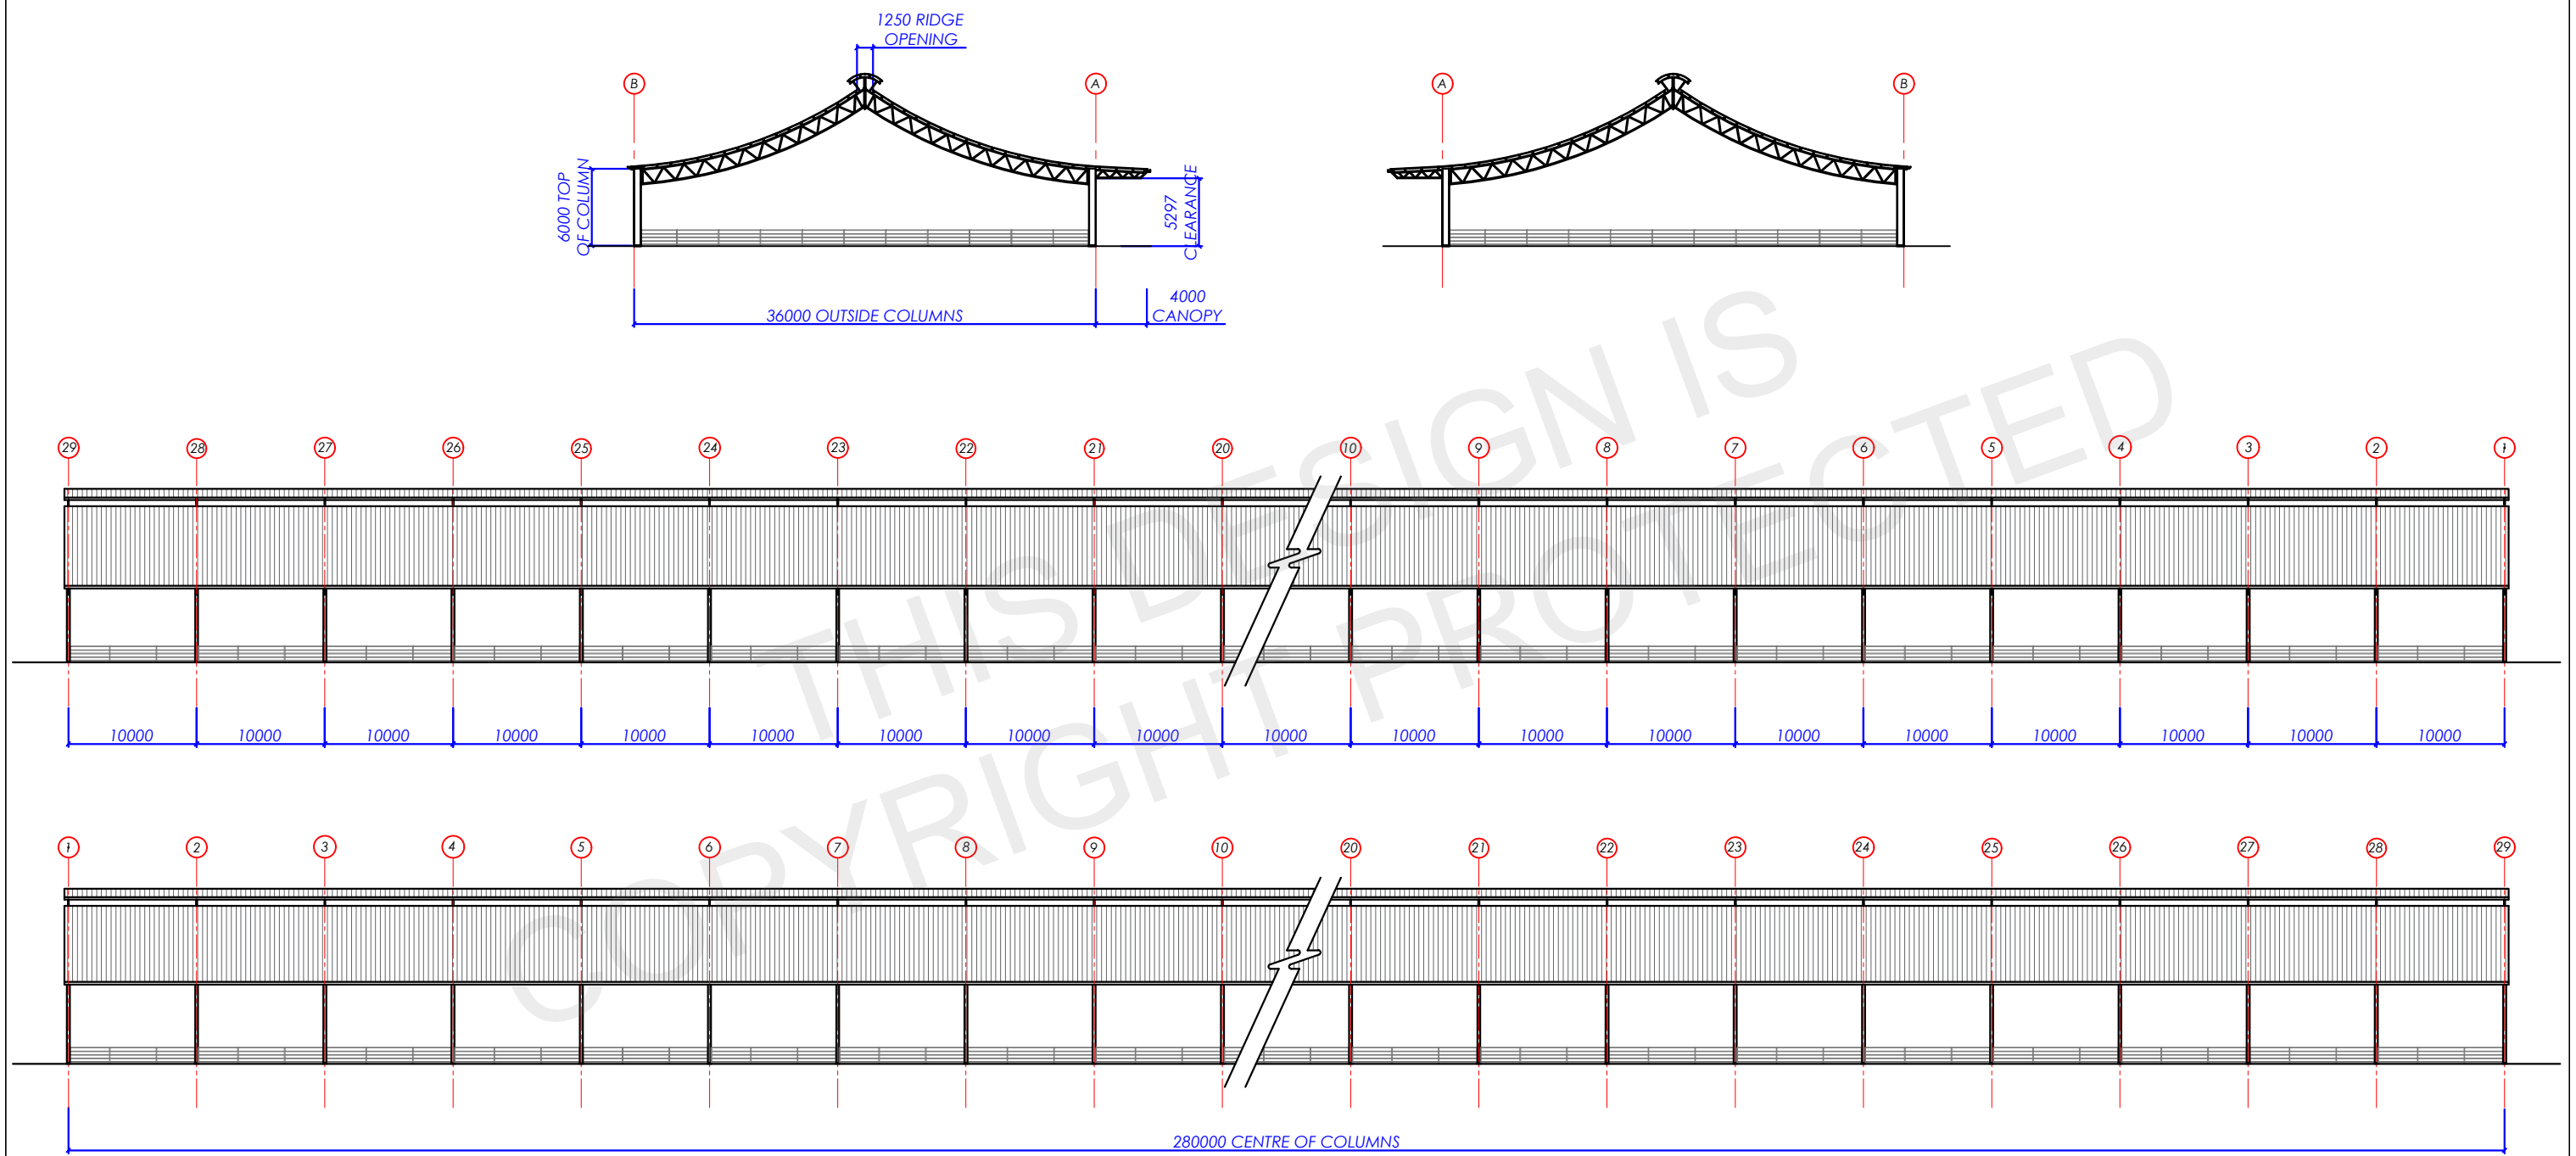 1250 RIDGE
OPENING
B
A
A
B
6000 TOP
OF COLUMN
5297
CLEARANCE
36000 OUTSIDE COLUMNS
4000
CANOPY
THIS DESIGN IS
COPYRIGHT PROTECTED
29 28 27 26 25 24 23 22 21 20 10 9 8 7 6 5 4 3 2 1
10000 10000 10000 10000 10000 10000 10000 10000 10000 10000 10000 10000 10000 10000 10000 10000 10000 10000 10000
1 2 3 4 5 6 7 8 9 10 20 21 22 23 24 25 26 27 28 29
280000 CENTRE OF COLUMNS